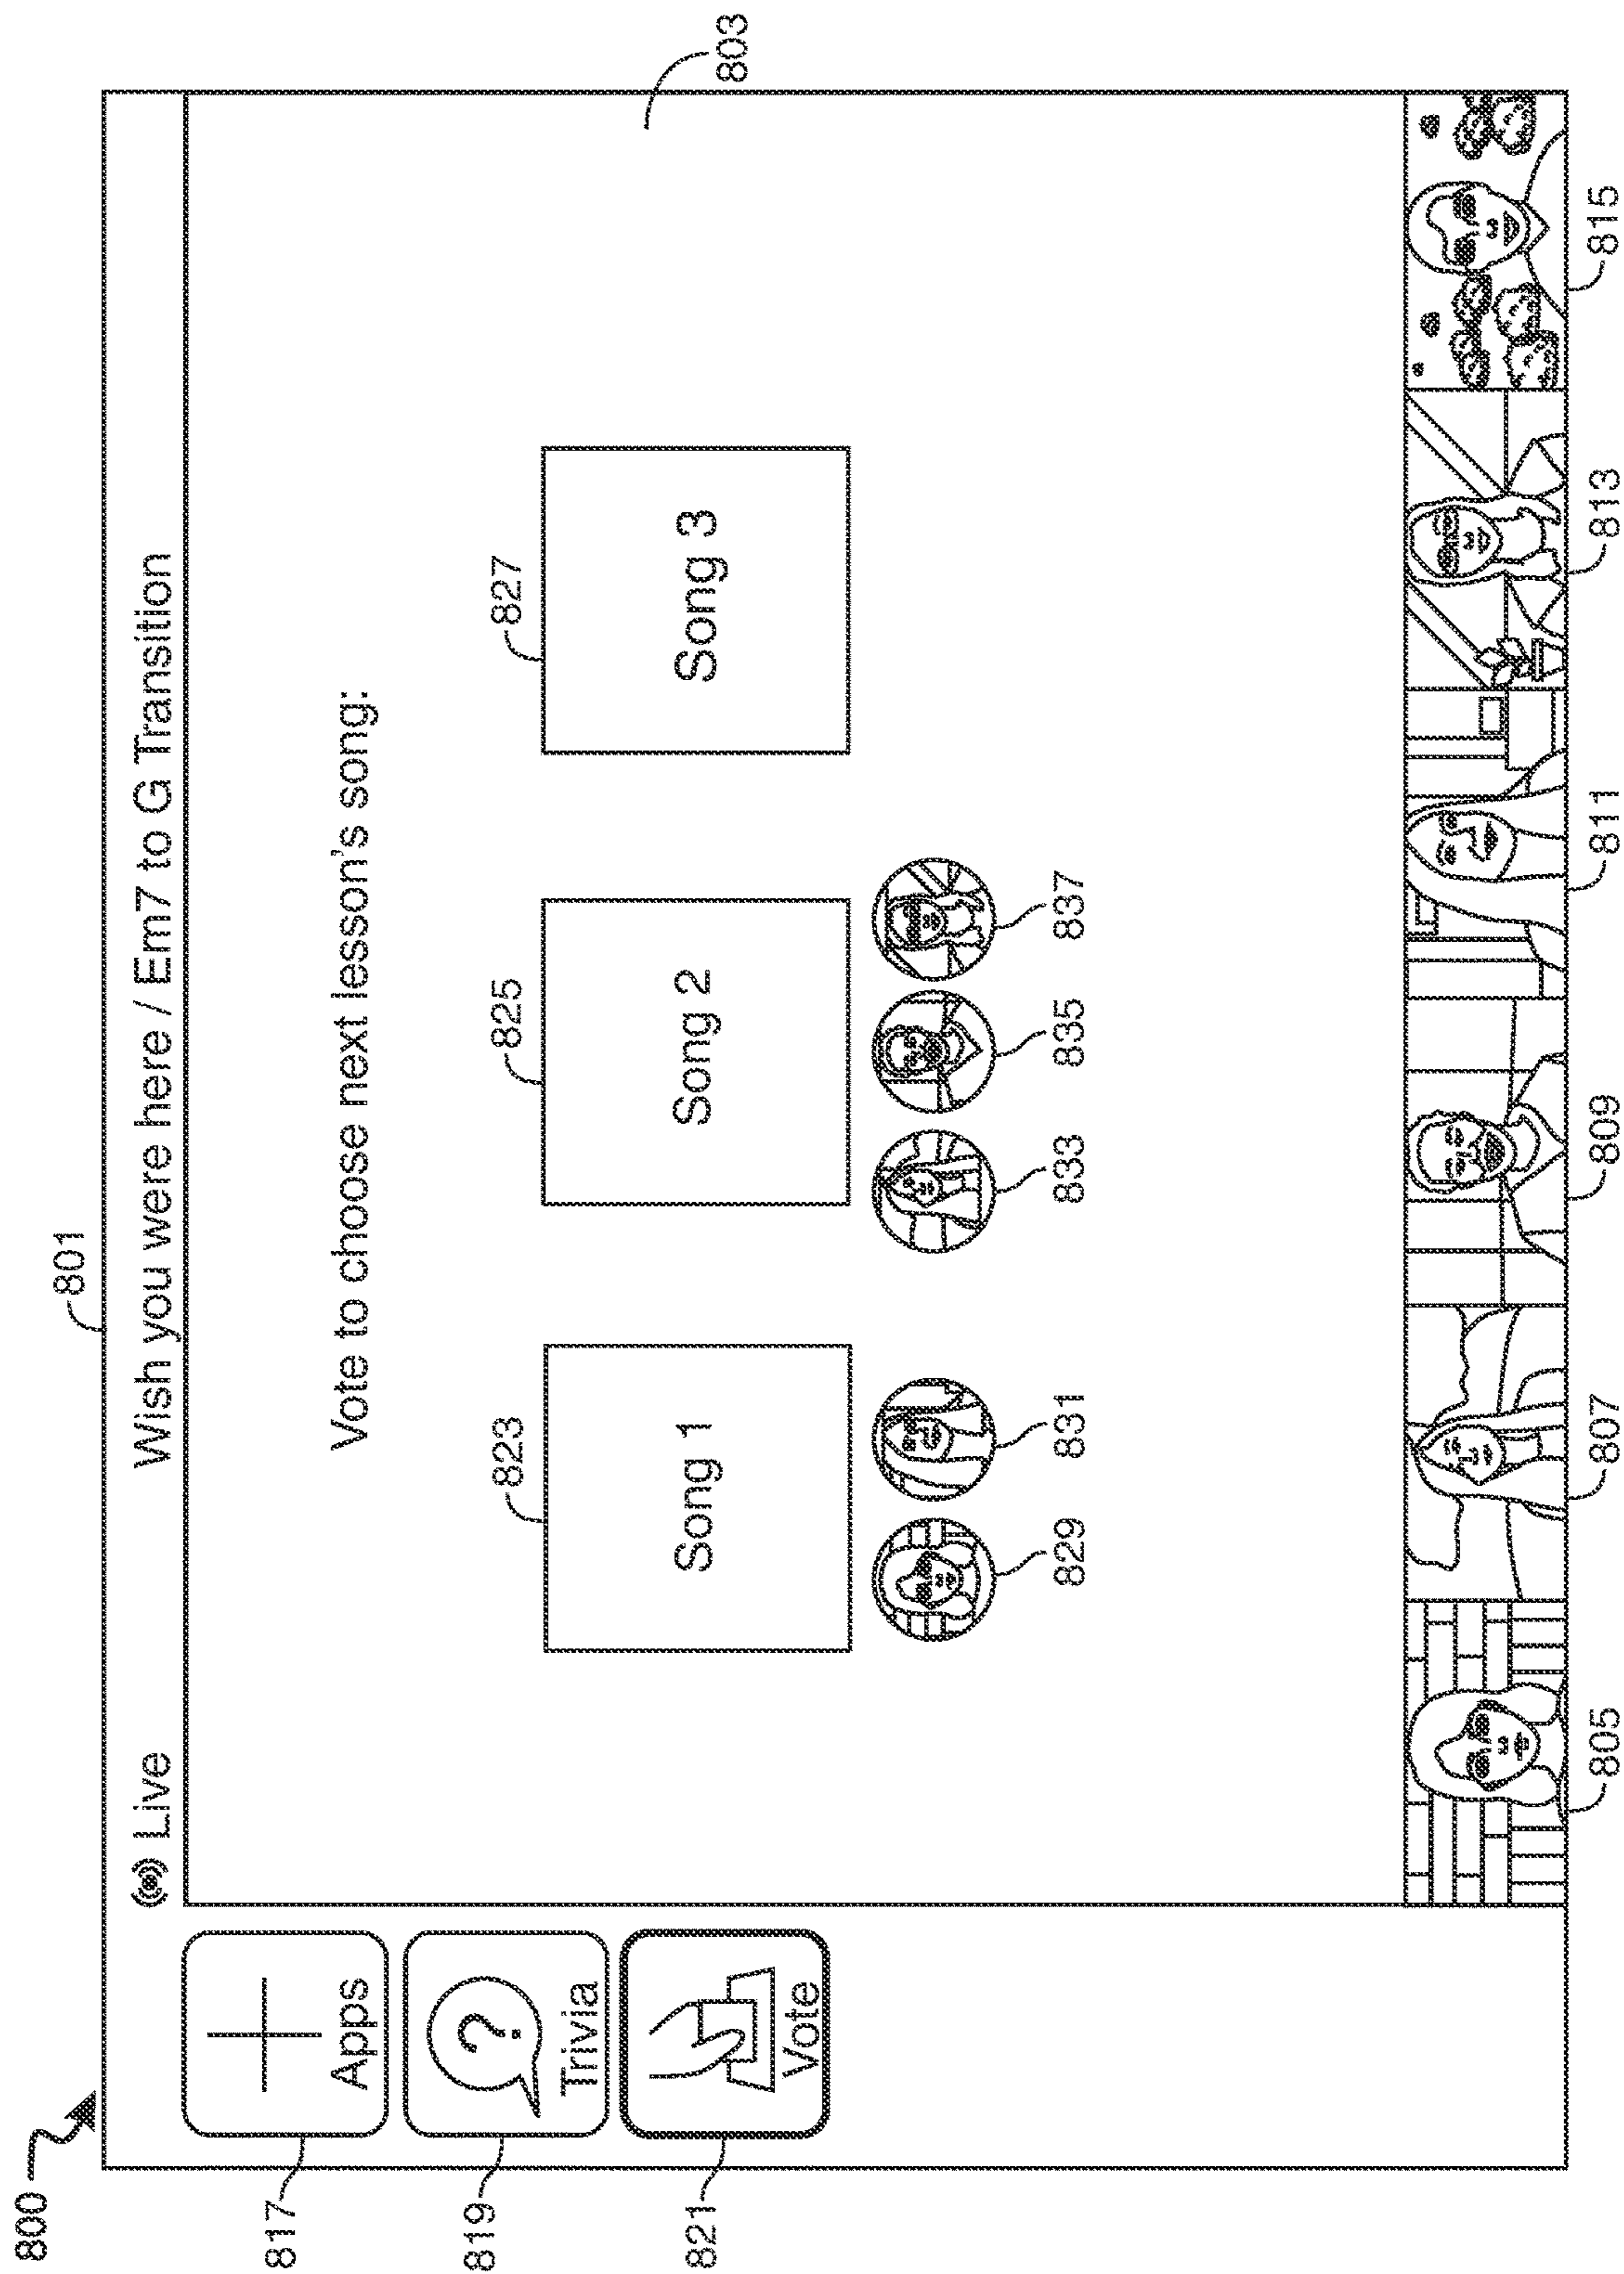 800
801
((•)) Live
Wish you were here / Em7 to G Transition
803
817
Apps
819
Trivia
821
Vote
Vote to choose next lesson's song:
823
825
827
Song 1
Song 2
Song 3
829
831
833
835
837
805
807
809
811
813
815